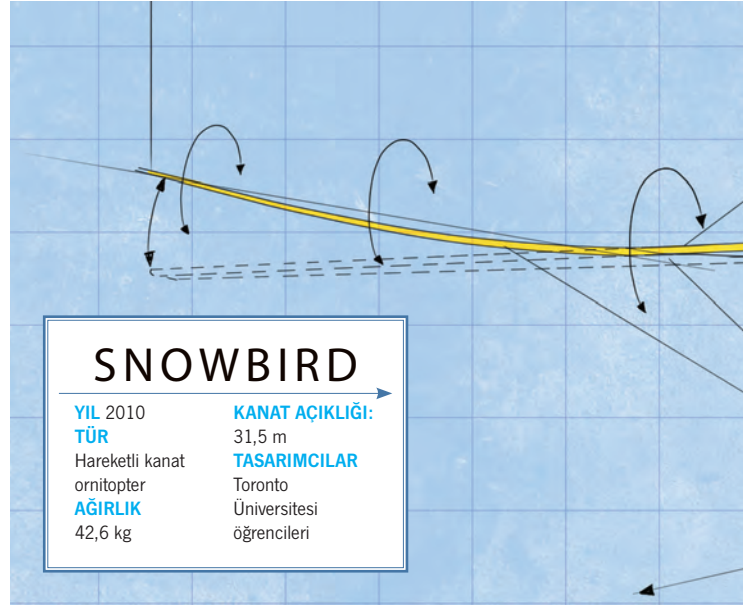 SNOWBIRD
YIL 2010
TÜR
Hareketli kanat
ornitopter
AĞIRLIK
42,6 kg
KANAT AÇIKLIĞI:
31,5 m
TASARIMCILAR
Toronto
Üniversitesi
öğrencileri